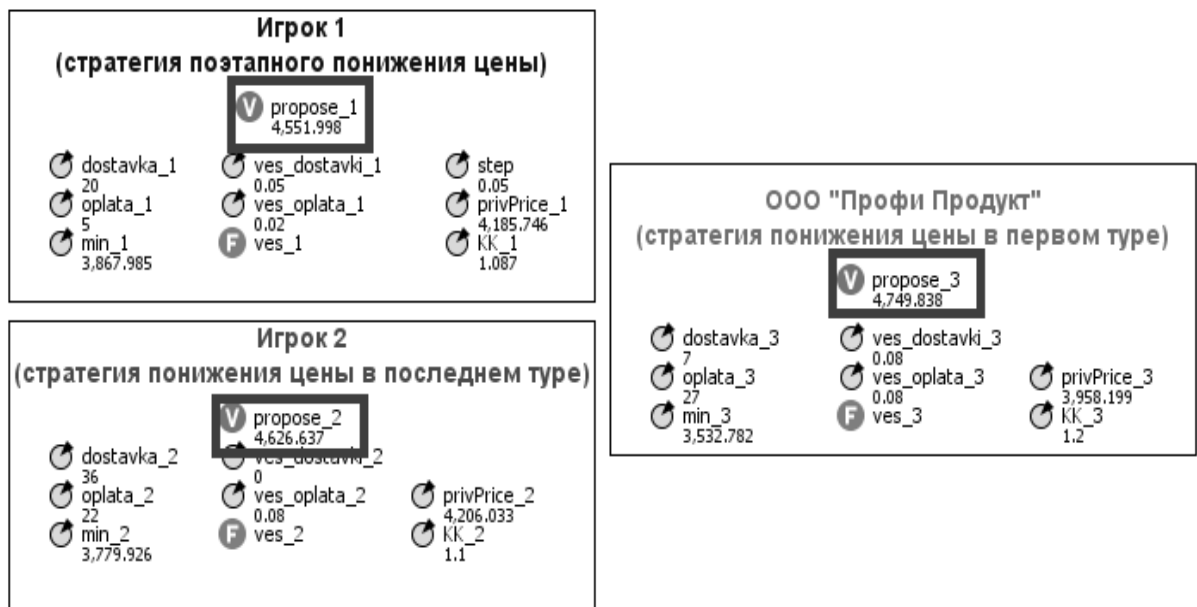 Игрок 1
(стратегия поэтапного понижения цены)
V propose_1
4,551.998
dostavka_1 ves_dostavki_1 step
20 0.05 0.05
oplata_1 ves_oplata_1 privPrice_1
5 0.02 4,185.746
min_1 F ves_1 KK_1
3,867.985 1.087
Игрок 2
(стратегия понижения цены в последнем туре)
V propose_2
4,626.637
dostavka_2 ves_dostavki_2
36 0
oplata_2 ves_oplata_2 privPrice_2
22 0.08 4,206.033
min_2 F ves_2 KK_2
3,779.926 1.1
ООО "Профи Продукт"
(стратегия понижения цены в первом туре)
V propose_3
4,749.838
dostavka_3 ves_dostavki_3
7 0.08
oplata_3 ves_oplata_3 privPrice_3
27 0.08 3,958.199
min_3 F ves_3 KK_3
3,532.782 1.2